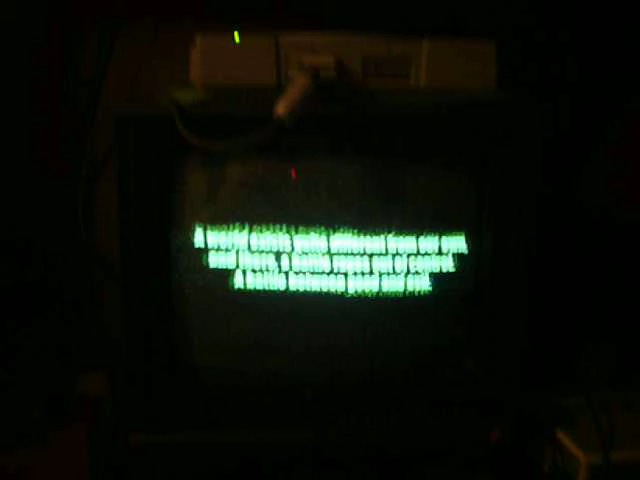 A world exists quite different from our own
and there, a battle rages out of control.
A battle between good and evil.